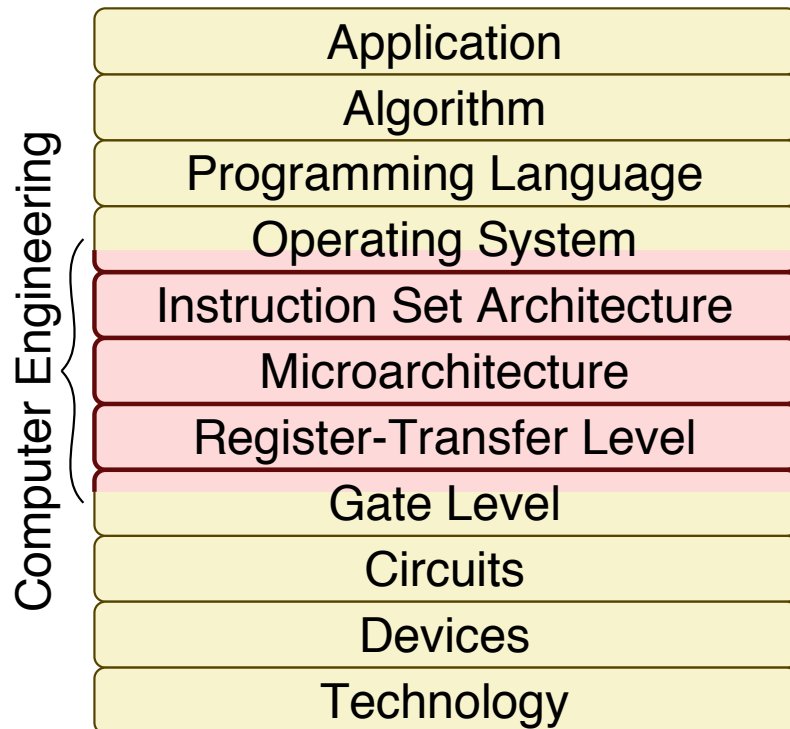 Computer Engineering
Application
Algorithm
Programming Language
Operating System
Instruction Set Architecture
Microarchitecture
Register-Transfer Level
Gate Level
Circuits
Devices
Technology